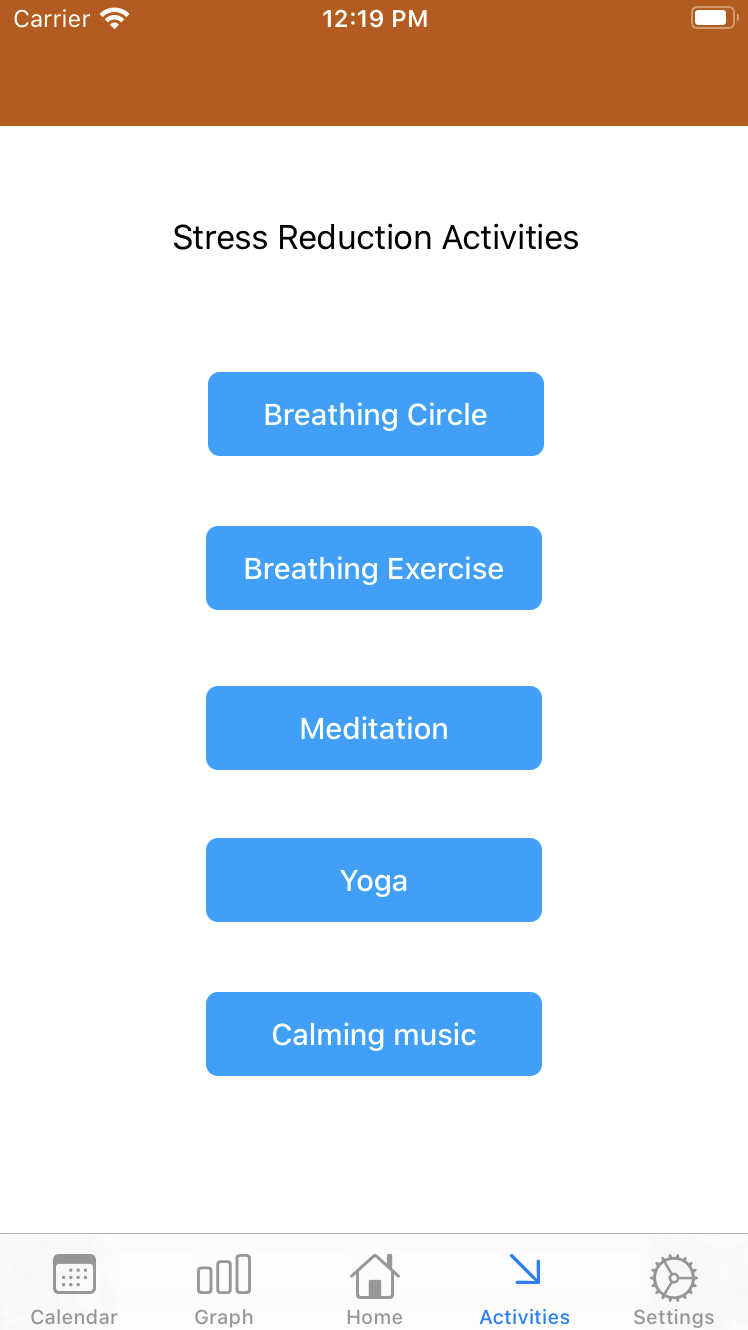 Carrier 12:19 PM
Stress Reduction Activities
Breathing Circle
Breathing Exercise
Meditation
Yoga
Calming music
Calendar Graph Home Activities Settings